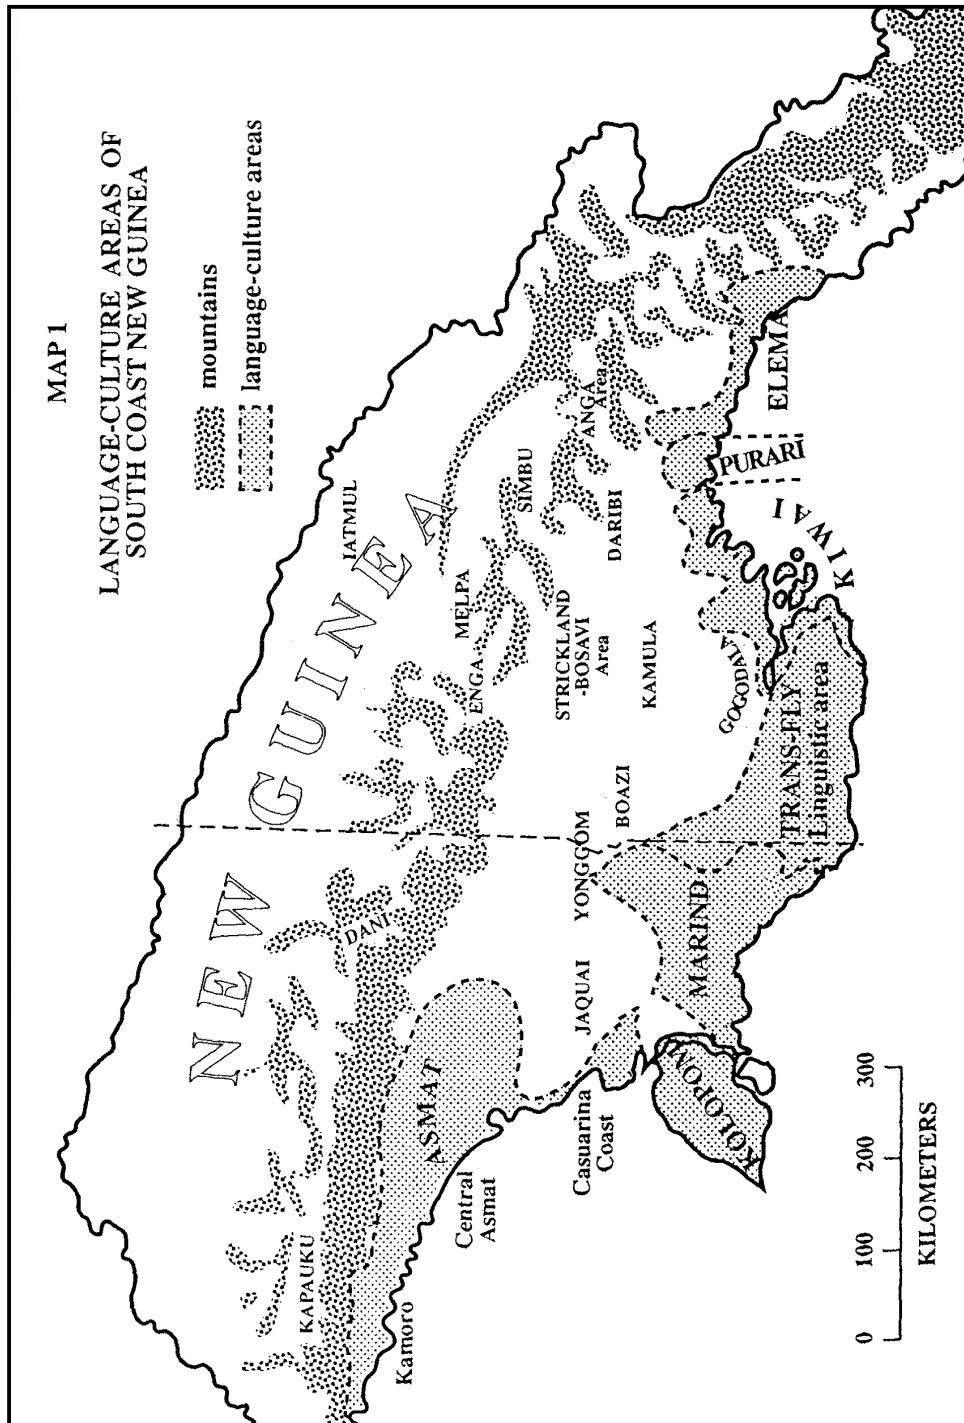 MAP 1
LANGUAGE-CULTURE AREAS OF
SOUTH COAST NEW GUINEA
mountains
language-culture areas
NEW GUINEA
IATMUL
KAPAUKU
DANI
MELPA
ENGA
SIMBU
ANGA
Area
STRICKLAND
-BOSAVI
Area
DARIBI
KAMULA
Kamoro
ASMAT
Central
Asmat
JAQUAI
YONGGOM
BOAZI
Casuarina
Coast
GOGODALA
MARIND
KOLOPOM
TRANS-FLY
Linguistic area
KIWAI
PURARI
ELEMA
0 100 200 300
KILOMETERS